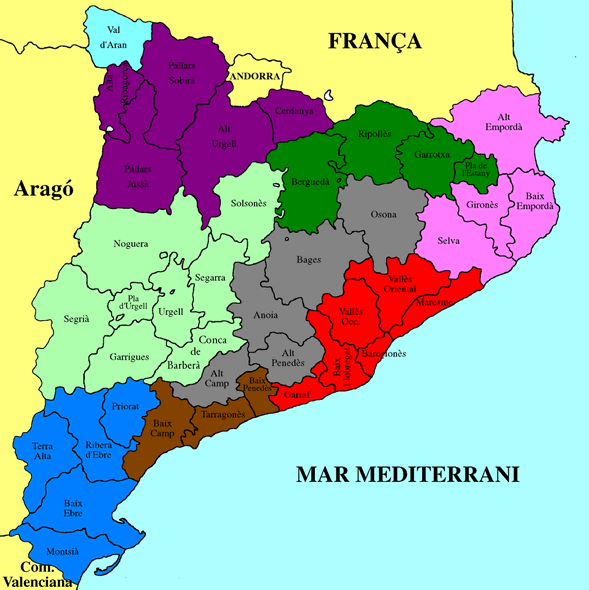 FRANÇA
Val
d'Aran
Pallars
Sobirà
ANDORRA
Alta
Ribagorça
Cerdanya
Alt
Urgell
Pallars
Jussà
Aragó
Ripollès
Garrotxa
Pla de
l'Estany
Alt
Empordà
Berguedà
Solsonès
Osona
Gironès
Baix
Empordà
Selva
Noguera
Bages
Segarra
Vallès
Oriental
Maresme
Pla
d'Urgell
Urgell
Segrià
Anoia
Vallès
Occ.
Conca
de
Barberà
Garrigues
Alt
Penedès
Baix
Llobregat
Barcelonès
Alt
Camp
Baix
Penedès
Garraf
Priorat
Baix
Camp
Tarragonès
Terra
Alta
Ribera
d'Ebre
MAR MEDITERRANI
Baix
Ebre
Montsià
Com.
Valenciana